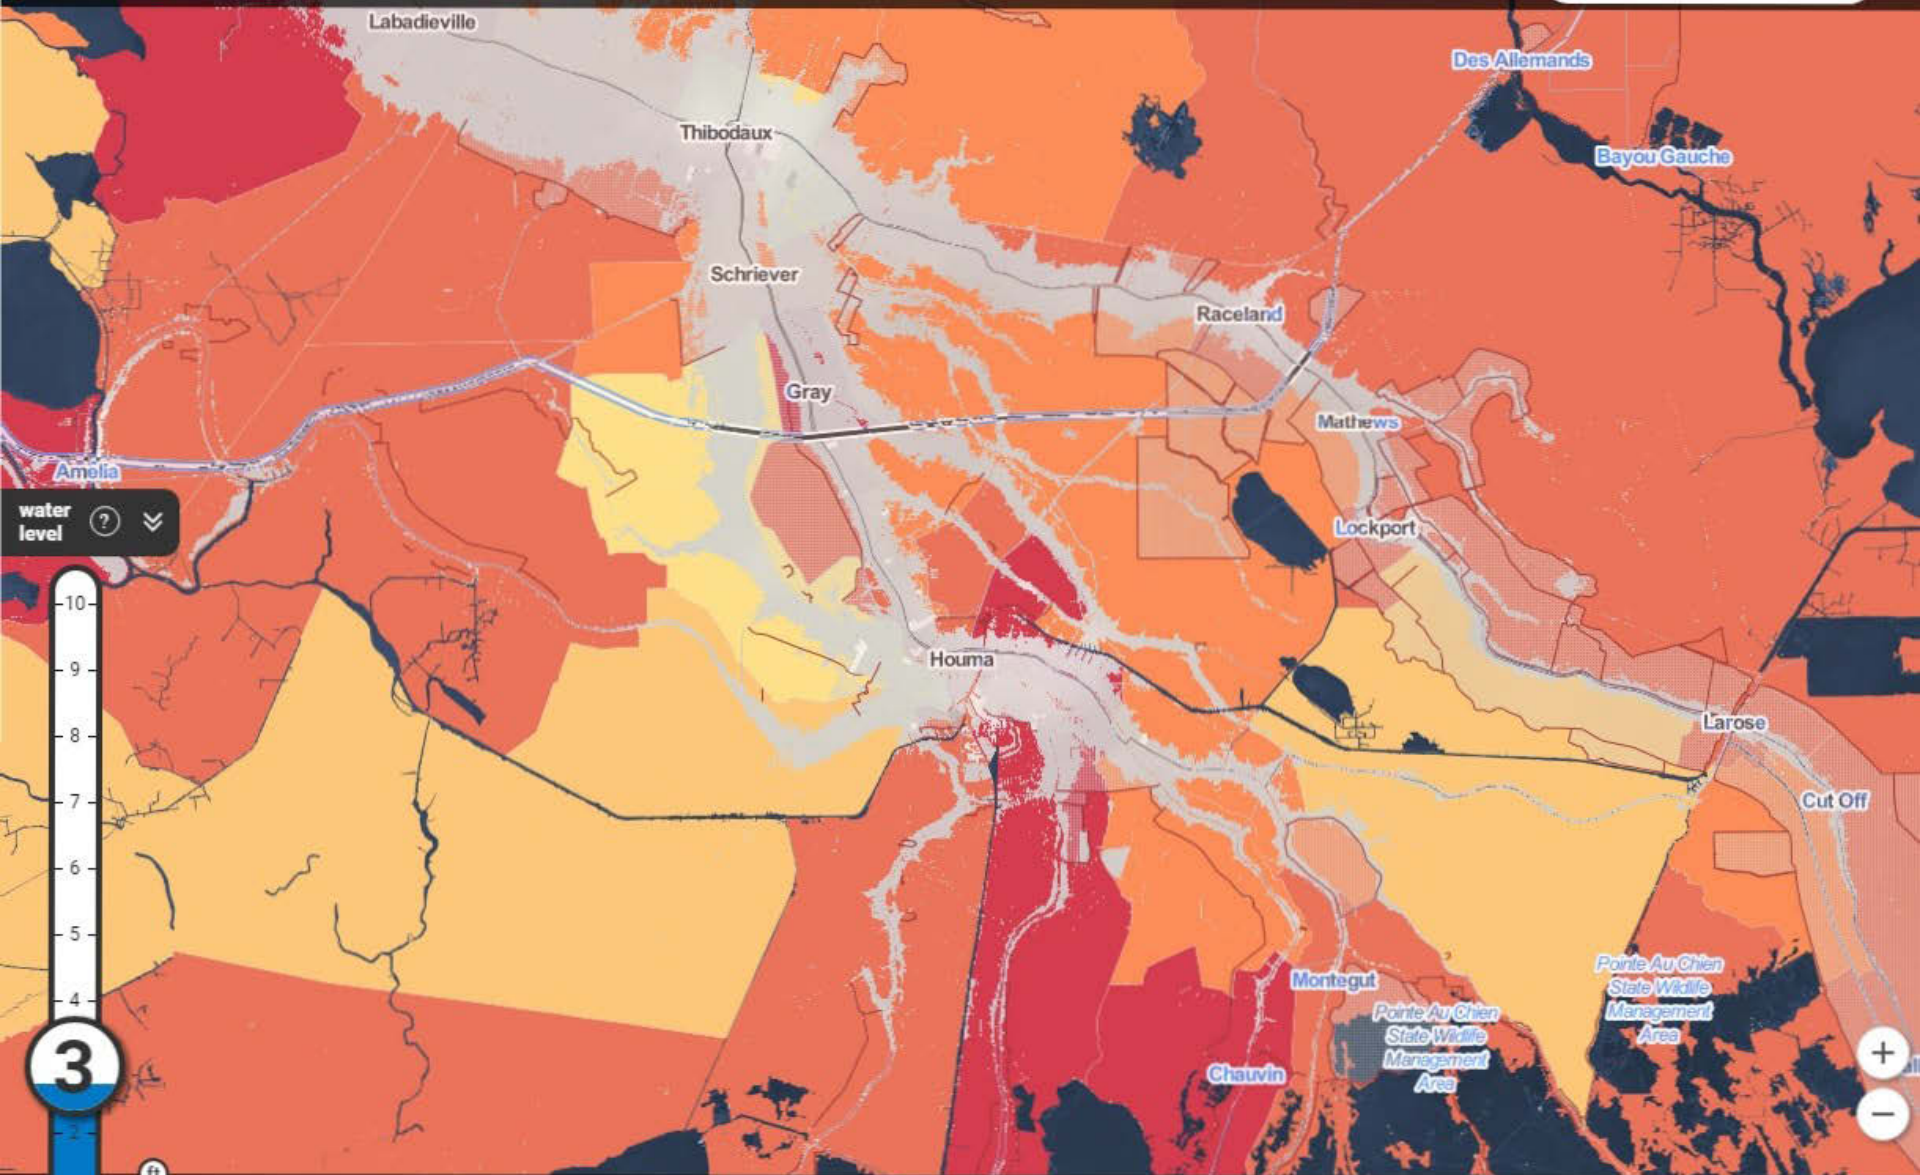 Labadieville
Des Allemands
Thibodaux
Bayou Gauche
Schriever
Raceland
Gray
Mathews
Amelia
water
level
?
Lockport
10
9
8
7
6
5
4
3
2
ft
Houma
Larose
Cut Off
Montegut
Pointe Au Chien
State Wildlife
Management
Area
Pointe Au Chien
State Wildlife
Management
Area
Chauvin
+
−